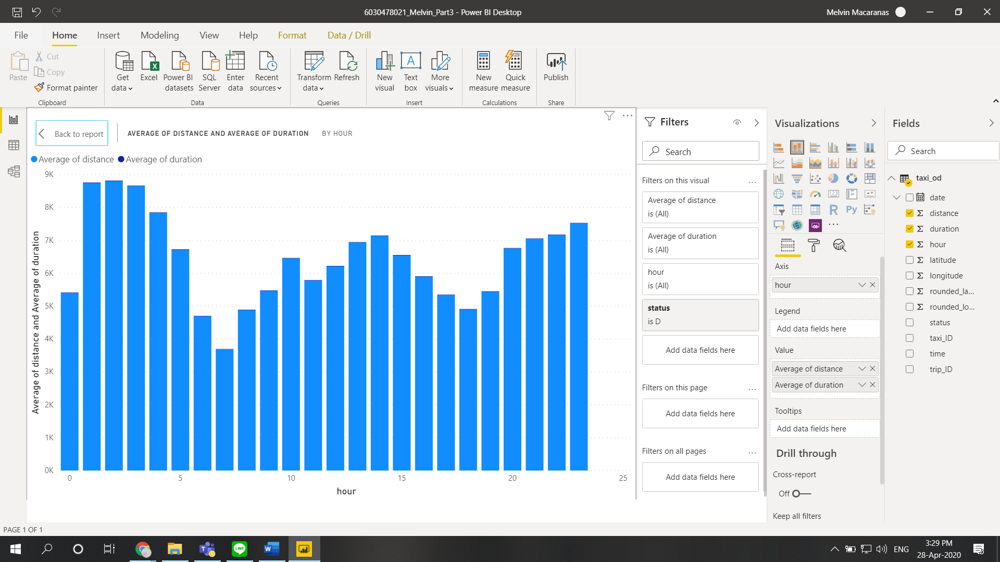 6030478021_Melvin_Part3 - Power BI Desktop
Melvin Macaranas
File Home Insert Modeling View Help Format Data / Drill
Paste
Cut
Copy
Format painter
Clipboard
Get data
Excel
Power BI datasets
SQL Server
Enter data
Recent sources
Data
Transform data
Refresh
Queries
New visual
Text box
More visuals
Insert
New measure
Quick measure
Calculations
Publish
Share
Back to report
AVERAGE OF DISTANCE AND AVERAGE OF DURATION BY HOUR
Average of distance Average of duration
Average of distance and Average of duration
9K
8K
7K
6K
5K
4K
3K
2K
1K
0K
0 5 10 15 20 25
hour
Filters
Search
Filters on this visual ...
Average of distance
is (All)
Average of duration
is (All)
hour
is (All)
status
is D
Add data fields here
Filters on this page ...
Add data fields here
Filters on all pages ...
Add data fields here
Visualizations
123
R
Py
...
Axis
hour
Legend
Add data fields here
Value
Average of distance
Average of duration
Tooltips
Add data fields here
Drill through
Cross-report
Off
Keep all filters
Fields
Search
taxi_od
date
distance
duration
hour
latitude
longitude
rounded_la...
rounded_lo...
status
taxi_ID
time
trip_ID
PAGE 1 OF 1
LINE
ENG
3:29 PM
28-Apr-2020